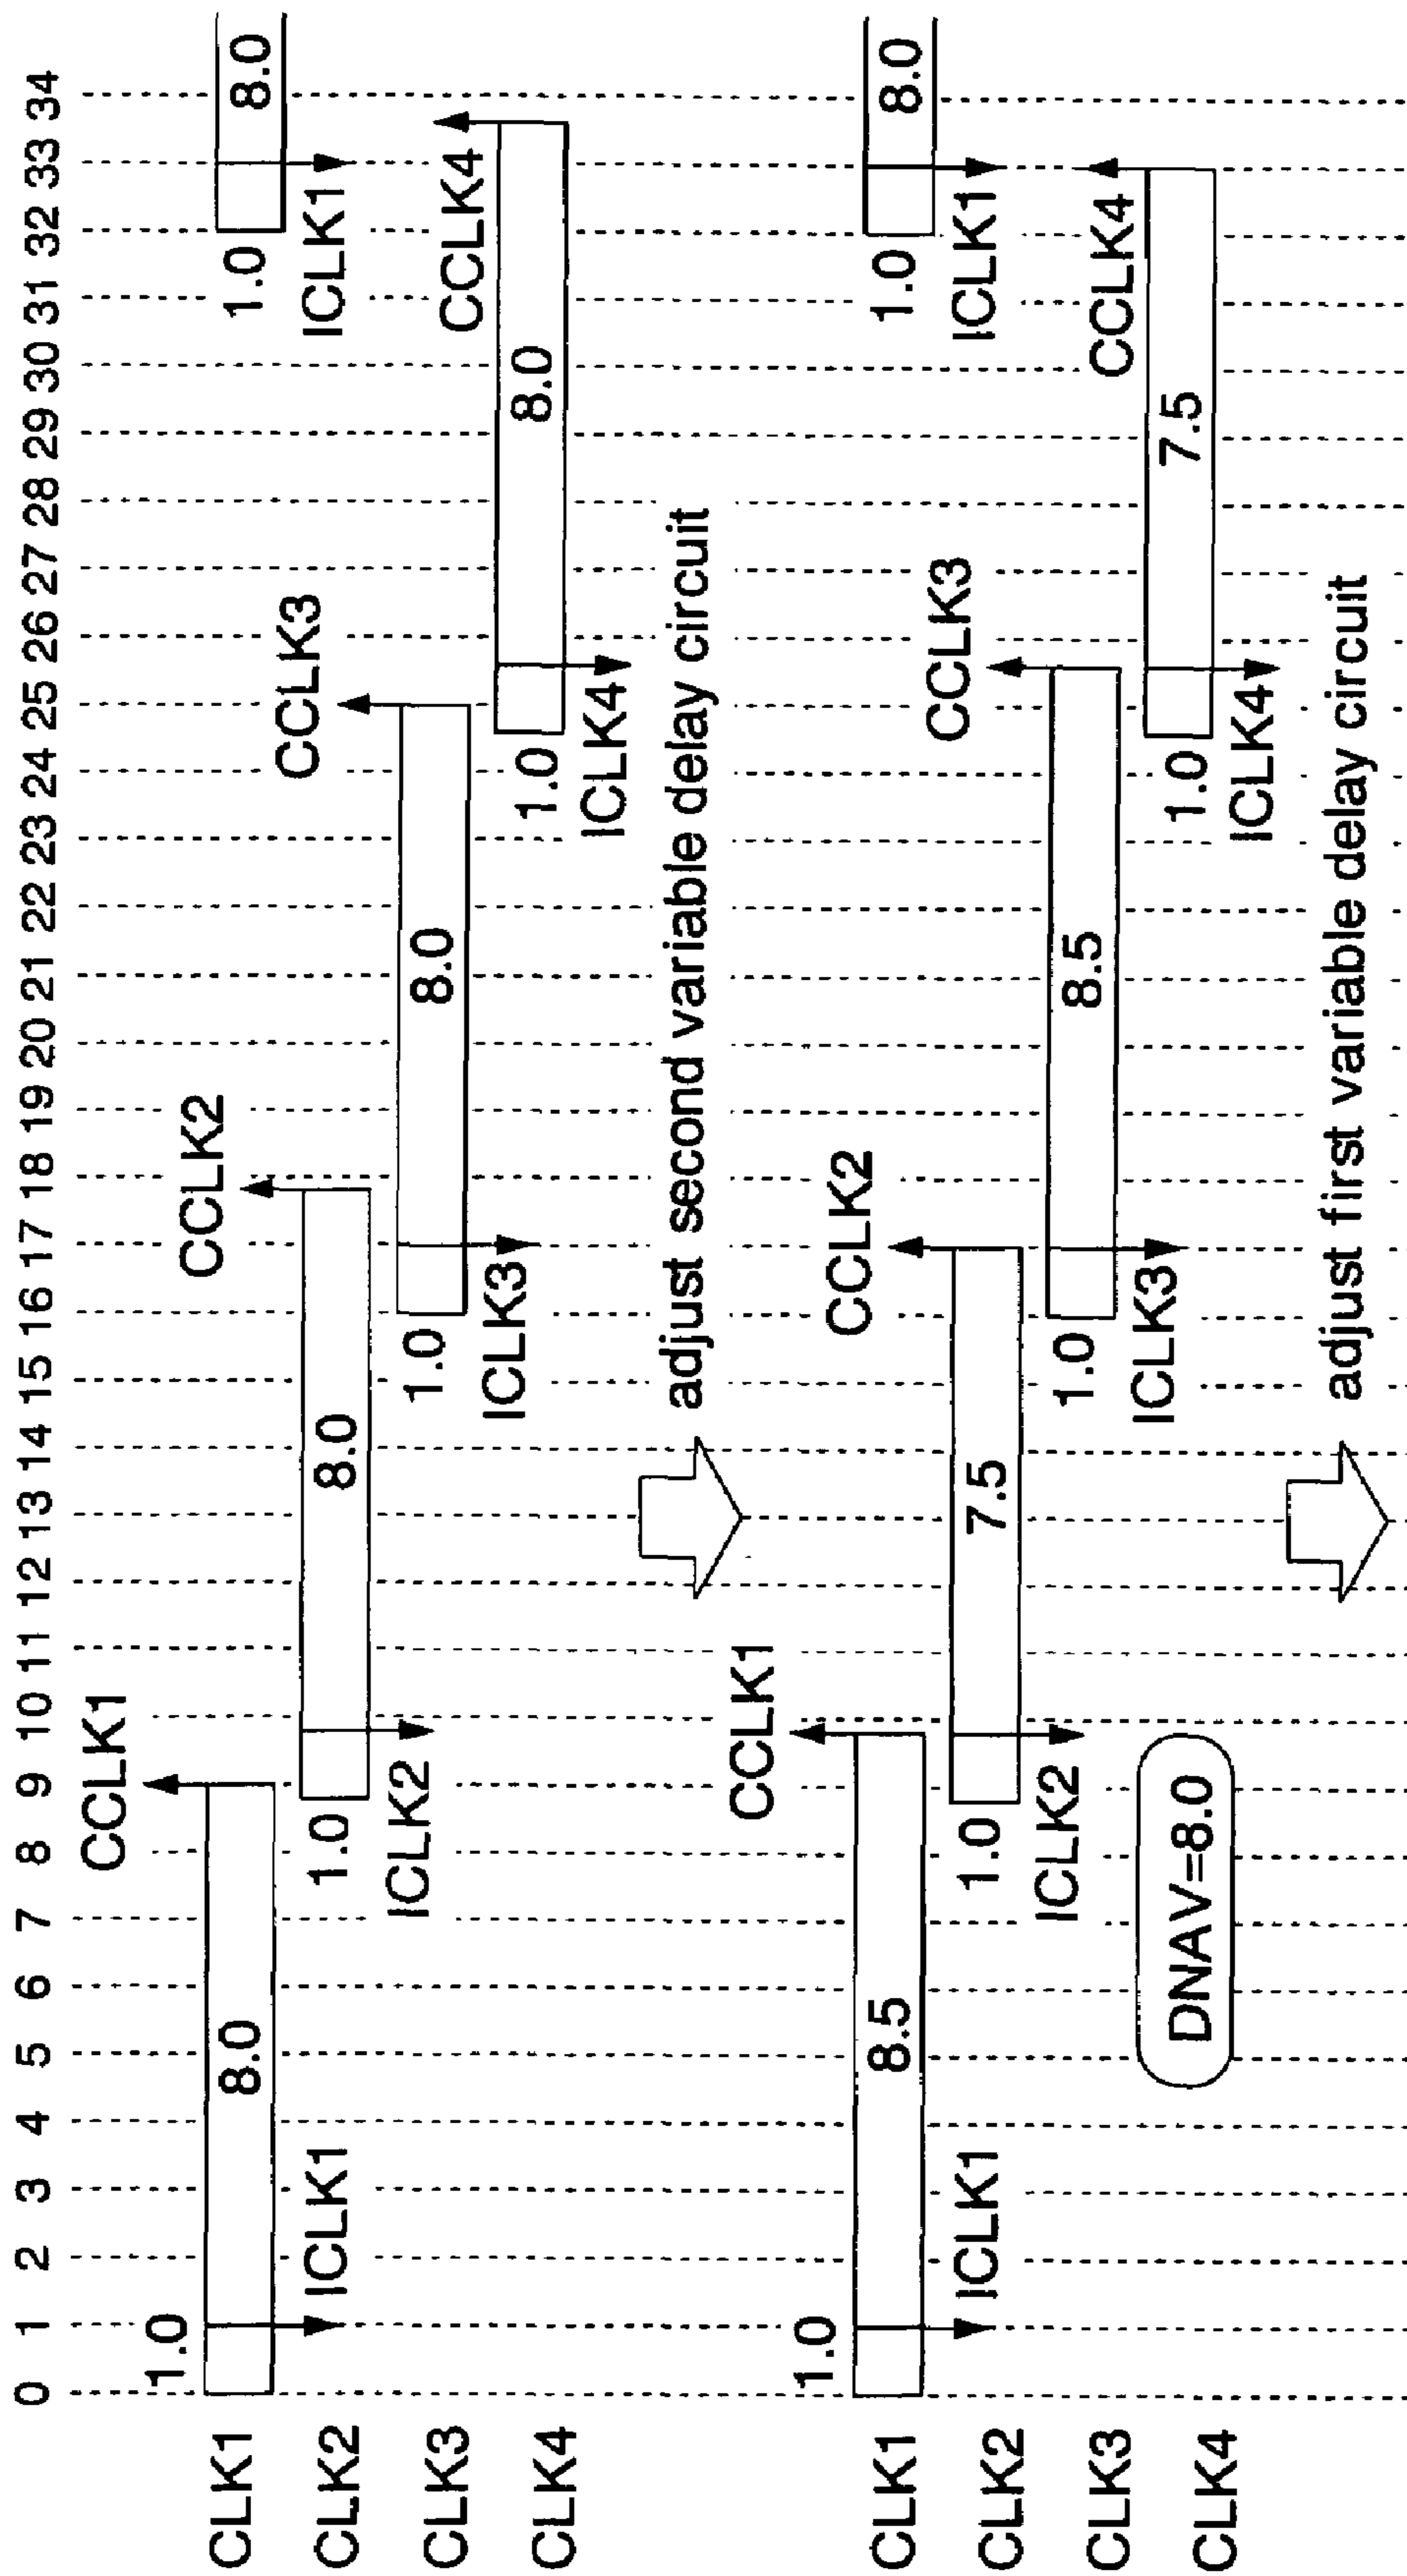 0 1 2 3 4 5 6 7 8 9 10 11 12 13 14 15 16 17 18 19 20 21 22 23 24 25 26 27 28 29 30 31 32 33 34
CCLK1
1.0
CLK1
8.0
1.0
8.0
CCLK2
ICLK1
CLK2
1.0
8.0
CCLK3
ICLK1
ICLK2
CLK3
1.0
8.0
CCLK4
ICLK3
CLK4
1.0
8.0
ICLK4
adjust second variable delay circuit
CCLK1
1.0
CLK1
8.5
1.0
8.0
CCLK2
ICLK1
CLK2
1.0
7.5
CCLK3
ICLK1
ICLK2
CLK3
1.0
8.5
CCLK4
ICLK3
CLK4
DNAV=8.0
1.0
7.5
ICLK4
adjust first variable delay circuit